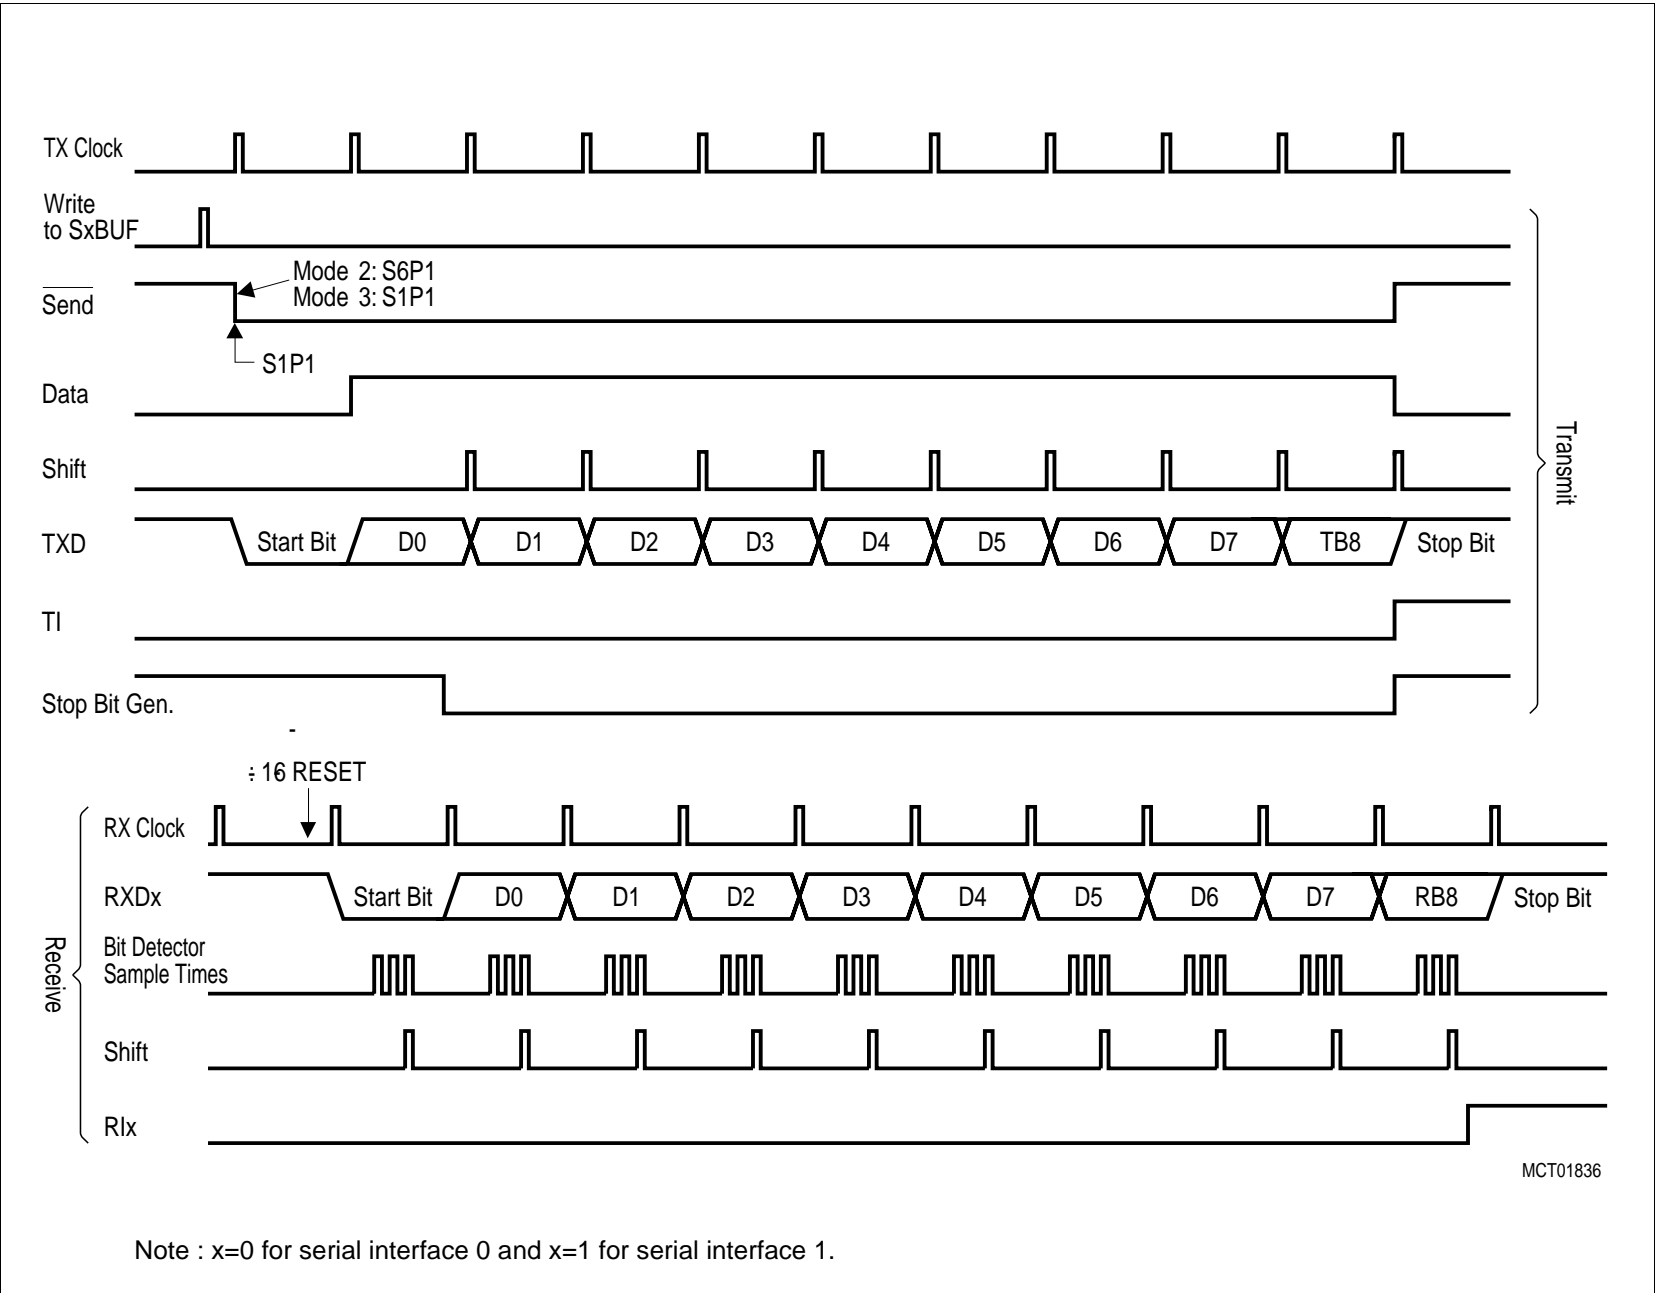 TX Clock
Write
to SxBUF
Mode 2: S6P1
Mode 3: S1P1
Send
S1P1
Data
Shift
TXD
Start Bit D0 D1 D2 D3 D4 D5 D6 D7 TB8 Stop Bit
TI
Stop Bit Gen.
Transmit
-
÷ 16 RESET
RX Clock
RXDx
Start Bit D0 D1 D2 D3 D4 D5 D6 D7 RB8 Stop Bit
Bit Detector
Sample Times
Shift
RIx
Receive
MCT01836
Note : x=0 for serial interface 0 and x=1 for serial interface 1.